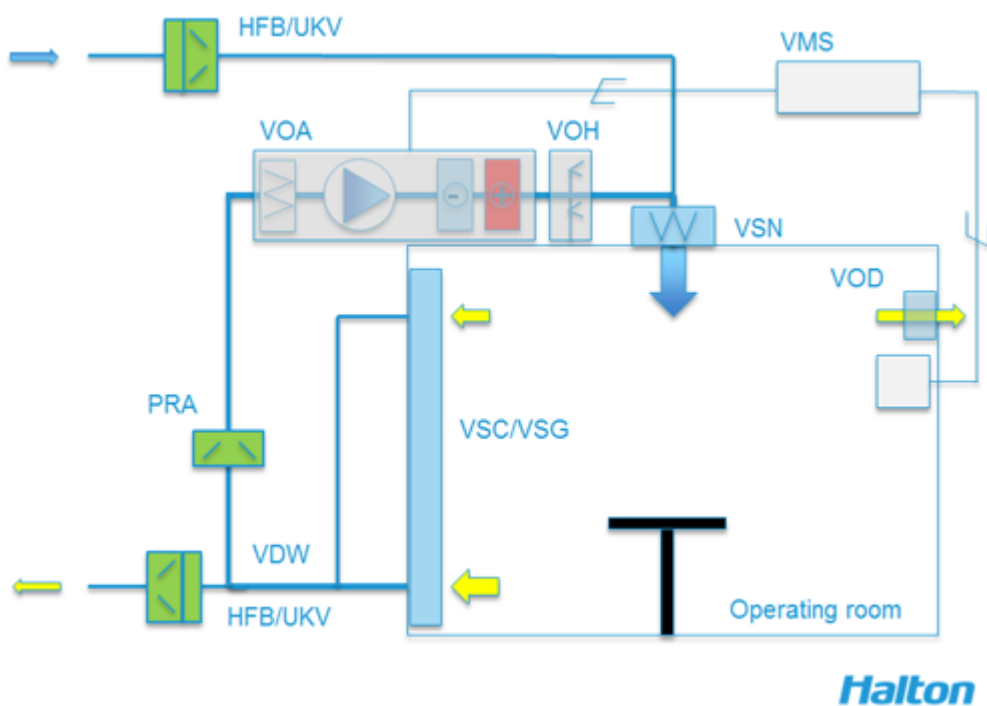 HFB/UKV
VMS
VOA
VOH
VSN
VOD
PRA
VSC/VSG
VDW
HFB/UKV
Operating room
Halton